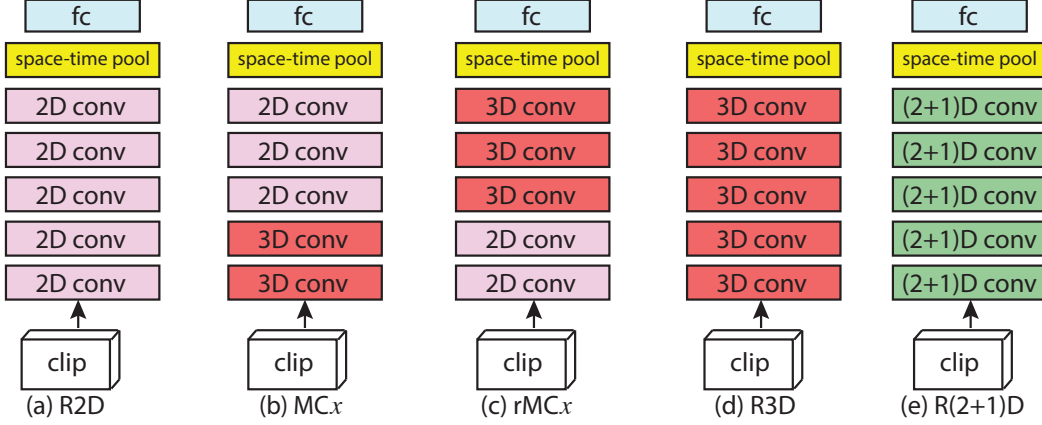 fc fc fc fc fc
space-time pool space-time pool space-time pool space-time pool space-time pool
2D conv 2D conv 3D conv 3D conv (2+1)D conv
2D conv 2D conv 3D conv 3D conv (2+1)D conv
2D conv 2D conv 3D conv 3D conv (2+1)D conv
2D conv 3D conv 2D conv 3D conv (2+1)D conv
2D conv 3D conv 2D conv 3D conv (2+1)D conv
clip clip clip clip clip
(a) R2D (b) MCx (c) rMCx (d) R3D (e) R(2+1)D